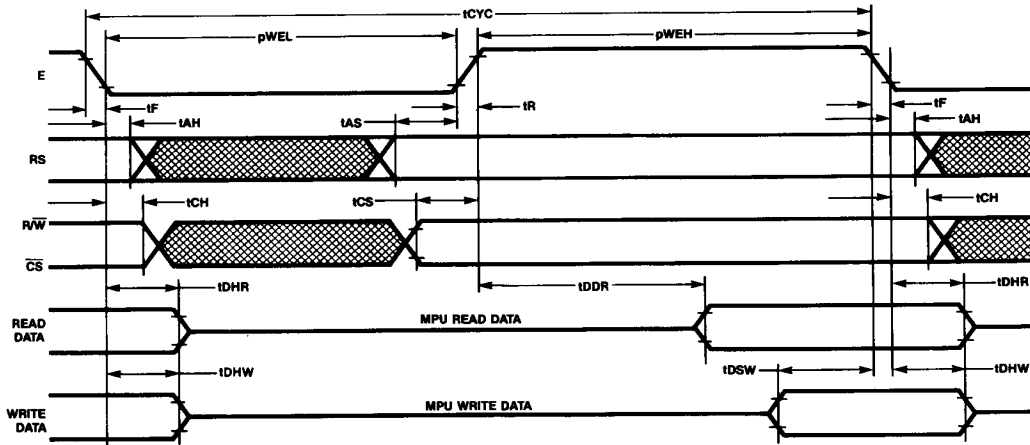 tCYC
pWEL pWEH
E
tF tR tF
tAH tAS tAH
RS
tCH tCS tCH
R/W̅
C̅S̅
tDHR tDDR tDHR
READ DATA MPU READ DATA
tDHW tDSW tDHW
WRITE DATA MPU WRITE DATA